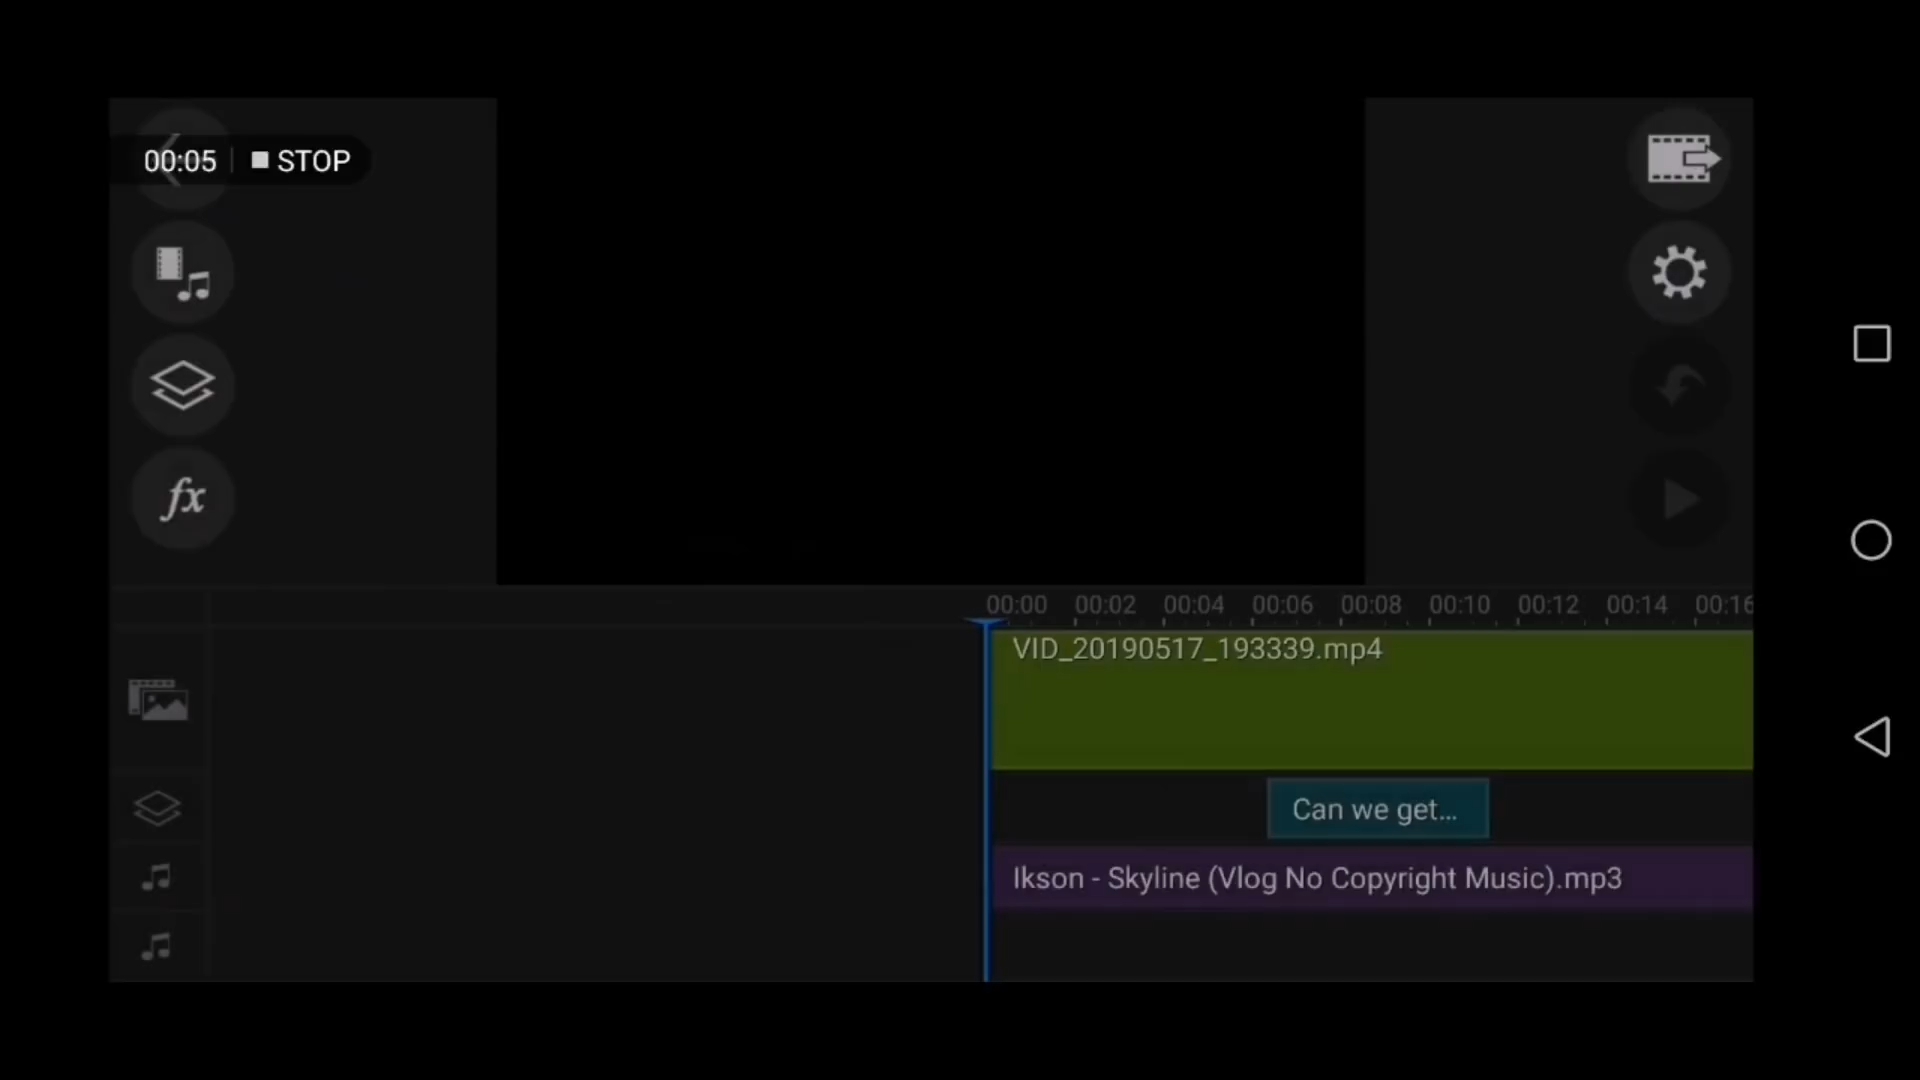 00:05 STOP
fx
00:00 00:02 00:04 00:06 00:08 00:10 00:12 00:14 00:16
VID_20190517_193339.mp4
Can we get...
Ikson - Skyline (Vlog No Copyright Music).mp3